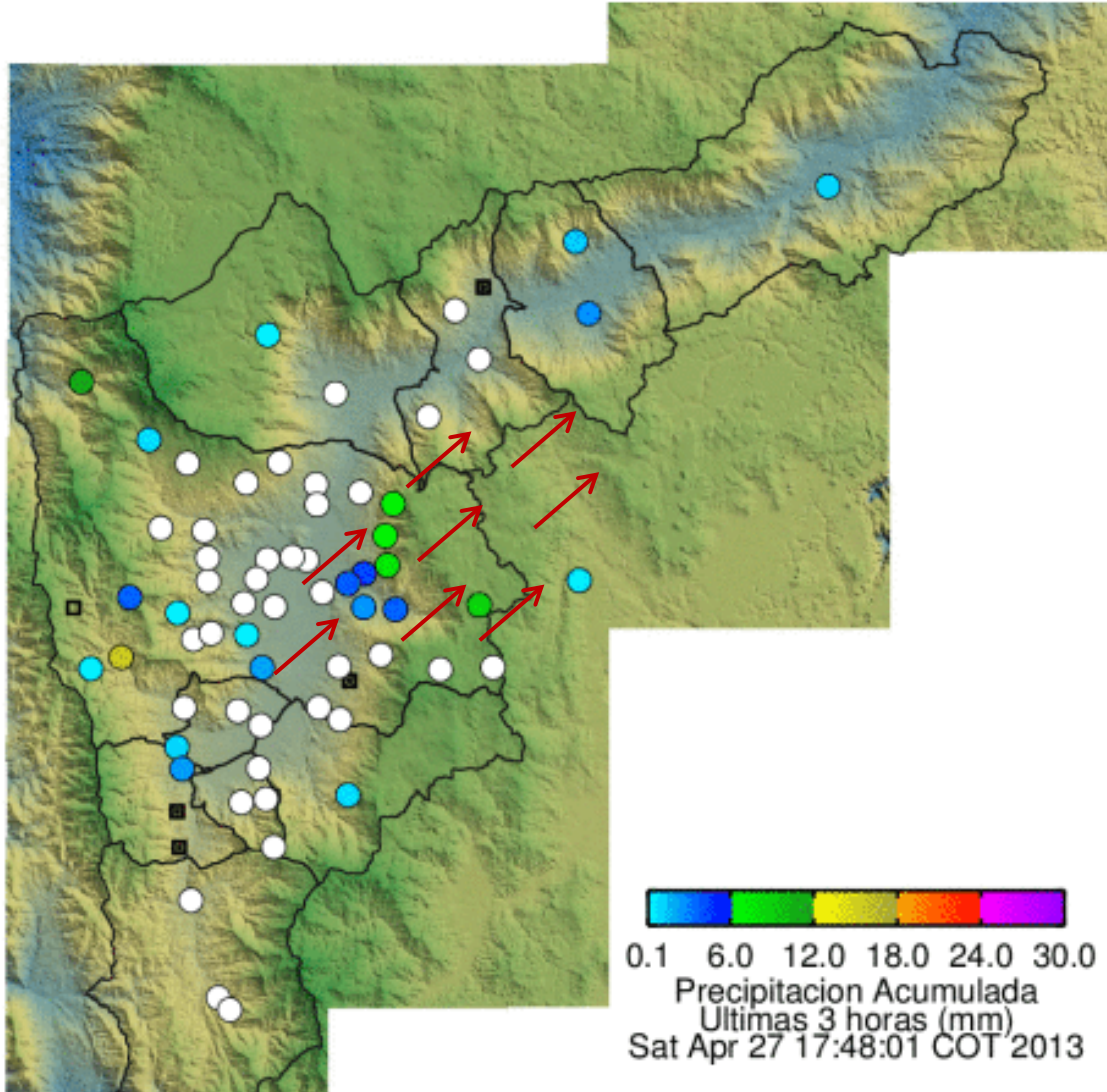 0.1 6.0 12.0 18.0 24.0 30.0
Precipitacion Acumulada
Ultimas 3 horas (mm)
Sat Apr 27 17:48:01 COT 2013